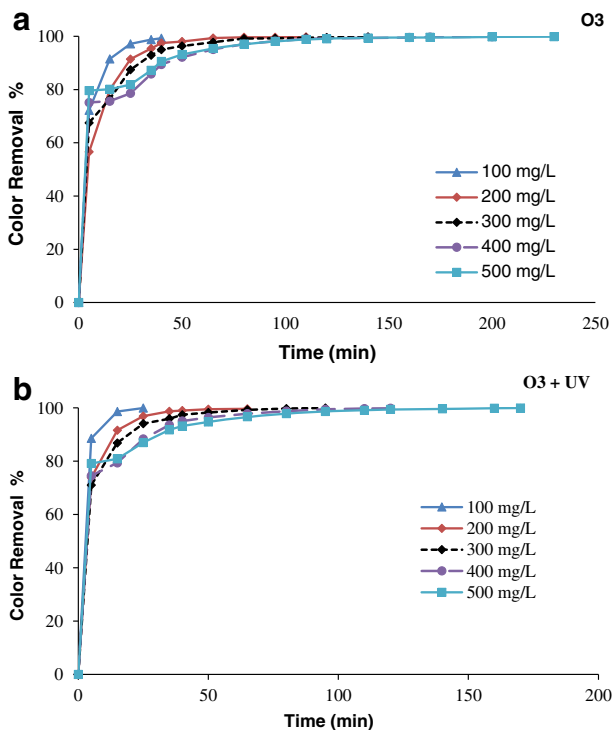 a
O3
100
80
60
40
20
0
Color Removal %
100 mg/L
200 mg/L
300 mg/L
400 mg/L
500 mg/L
0 50 100 150 200 250
Time (min)
b
O3 + UV
100
80
60
40
20
0
Color Removal %
100 mg/L
200 mg/L
300 mg/L
400 mg/L
500 mg/L
0 50 100 150 200
Time (min)